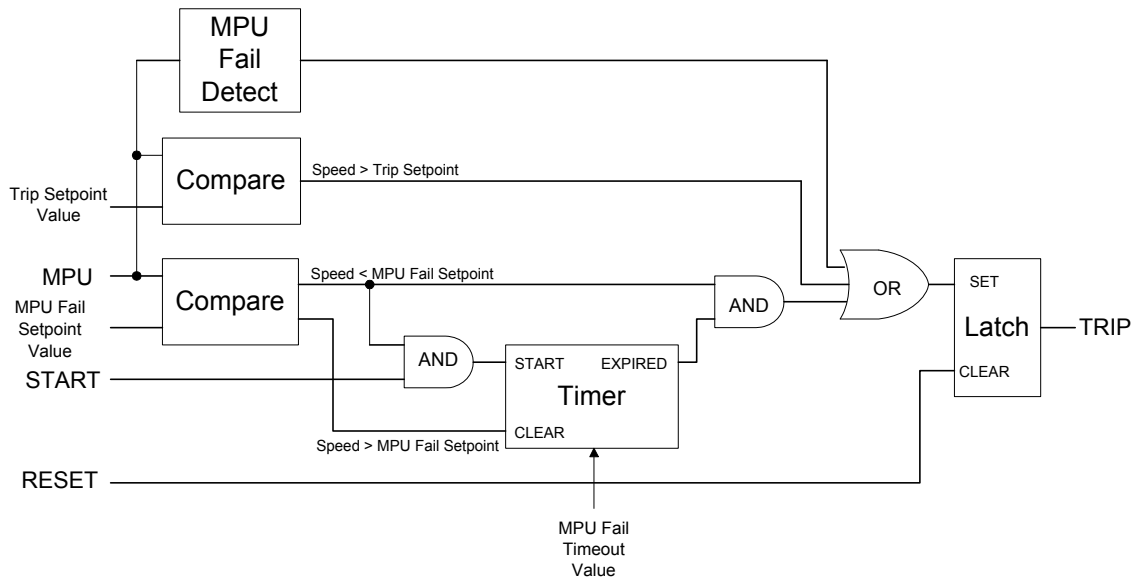 MPU
Fail
Detect
Compare
Speed > Trip Setpoint
Trip Setpoint
Value
MPU
Compare
Speed < MPU Fail Setpoint
MPU Fail
Setpoint
Value
AND
OR
SET
Latch
CLEAR
TRIP
START
AND
START
EXPIRED
Timer
CLEAR
Speed > MPU Fail Setpoint
RESET
MPU Fail
Timeout
Value